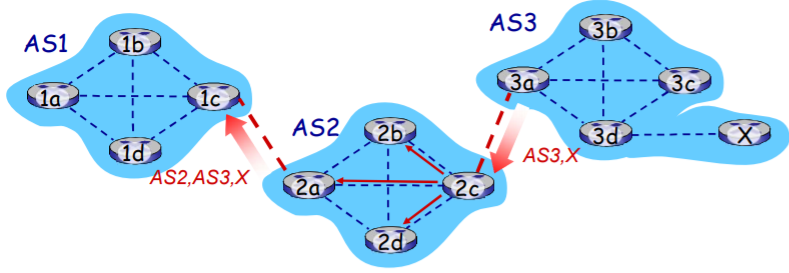 AS1
1b
1a
1c
1d
AS2,AS3,X
AS2
2b
2a
2c
2d
AS3
3b
3a
3c
3d
X
AS3,X